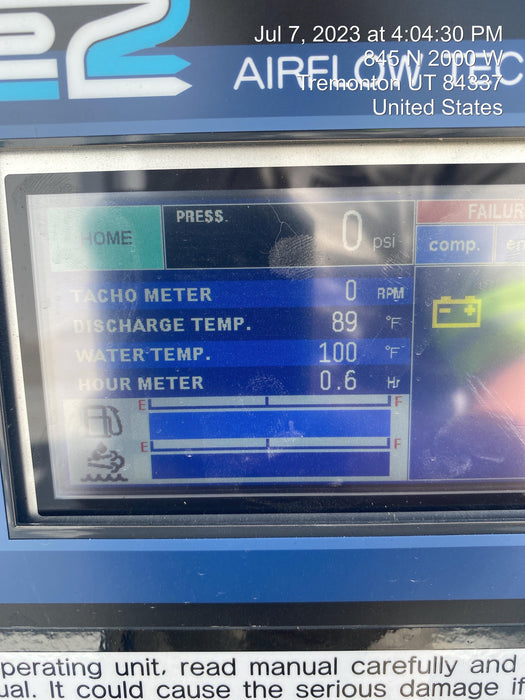 Jul 7, 2023 at 4:04:30 PM
845 N 2000 W
Tremonton UT 84337
United States
AIRFLOW TEC
HOME
PRESS.
0 psi
FAILUR
comp.
TACHO METER 0 RPM
DISCHARGE TEMP. 89 °F
WATER TEMP. 100 °F
HOUR METER 0.6 Hr
E F
E F
perating unit, read manual carefully and
ual. It could cause the serious damage if